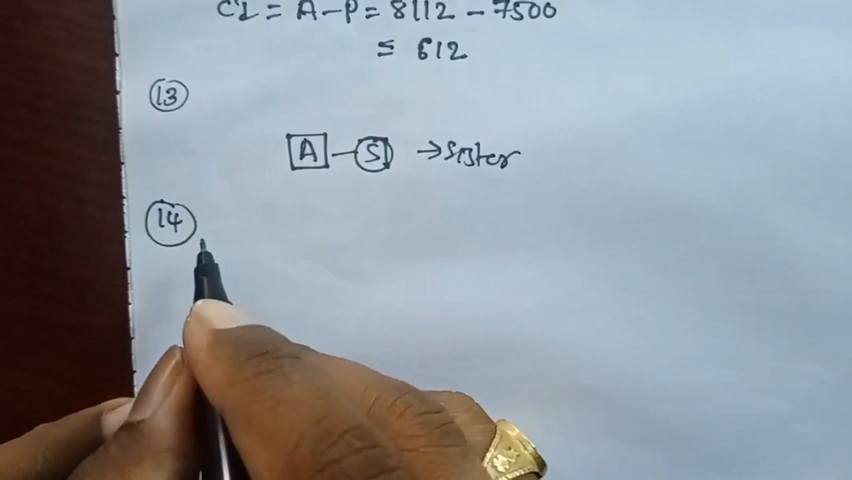 CI = A - P = 8112 - 7500
= 612
13
A - S → Sister
14